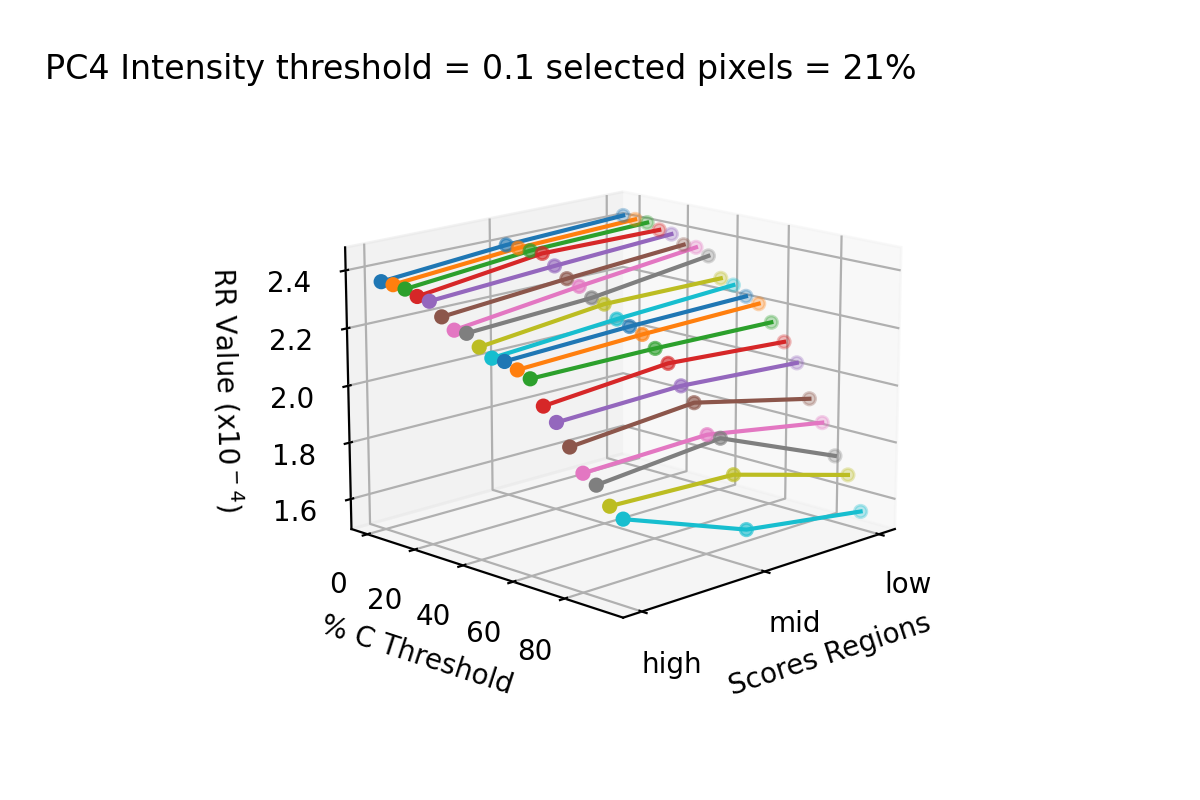 PC4 Intensity threshold = 0.1 selected pixels = 21%
RR Value (x10⁻⁴)
2.4
2.2
2.0
1.8
1.6
0
20
40
60
80
% C Threshold
high
mid
low
Scores Regions